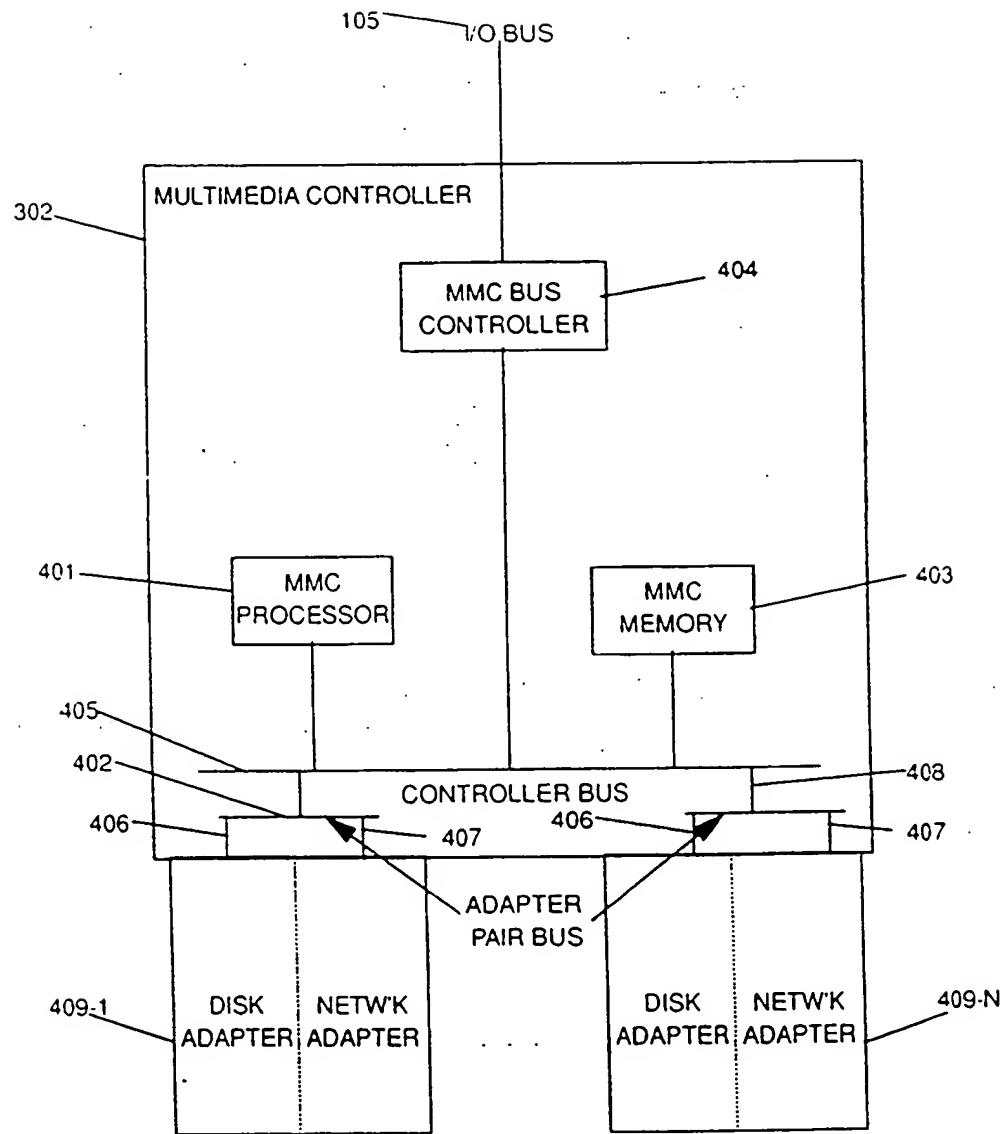 105
I/O BUS
MULTIMEDIA CONTROLLER
302
MMC BUS
CONTROLLER
404
401
MMC
PROCESSOR
MMC
MEMORY
403
405
402
CONTROLLER BUS
408
406
407
406
407
ADAPTER
PAIR BUS
409-1
DISK
ADAPTER
NETW'K
ADAPTER
. . .
DISK
ADAPTER
NETW'K
ADAPTER
409-N